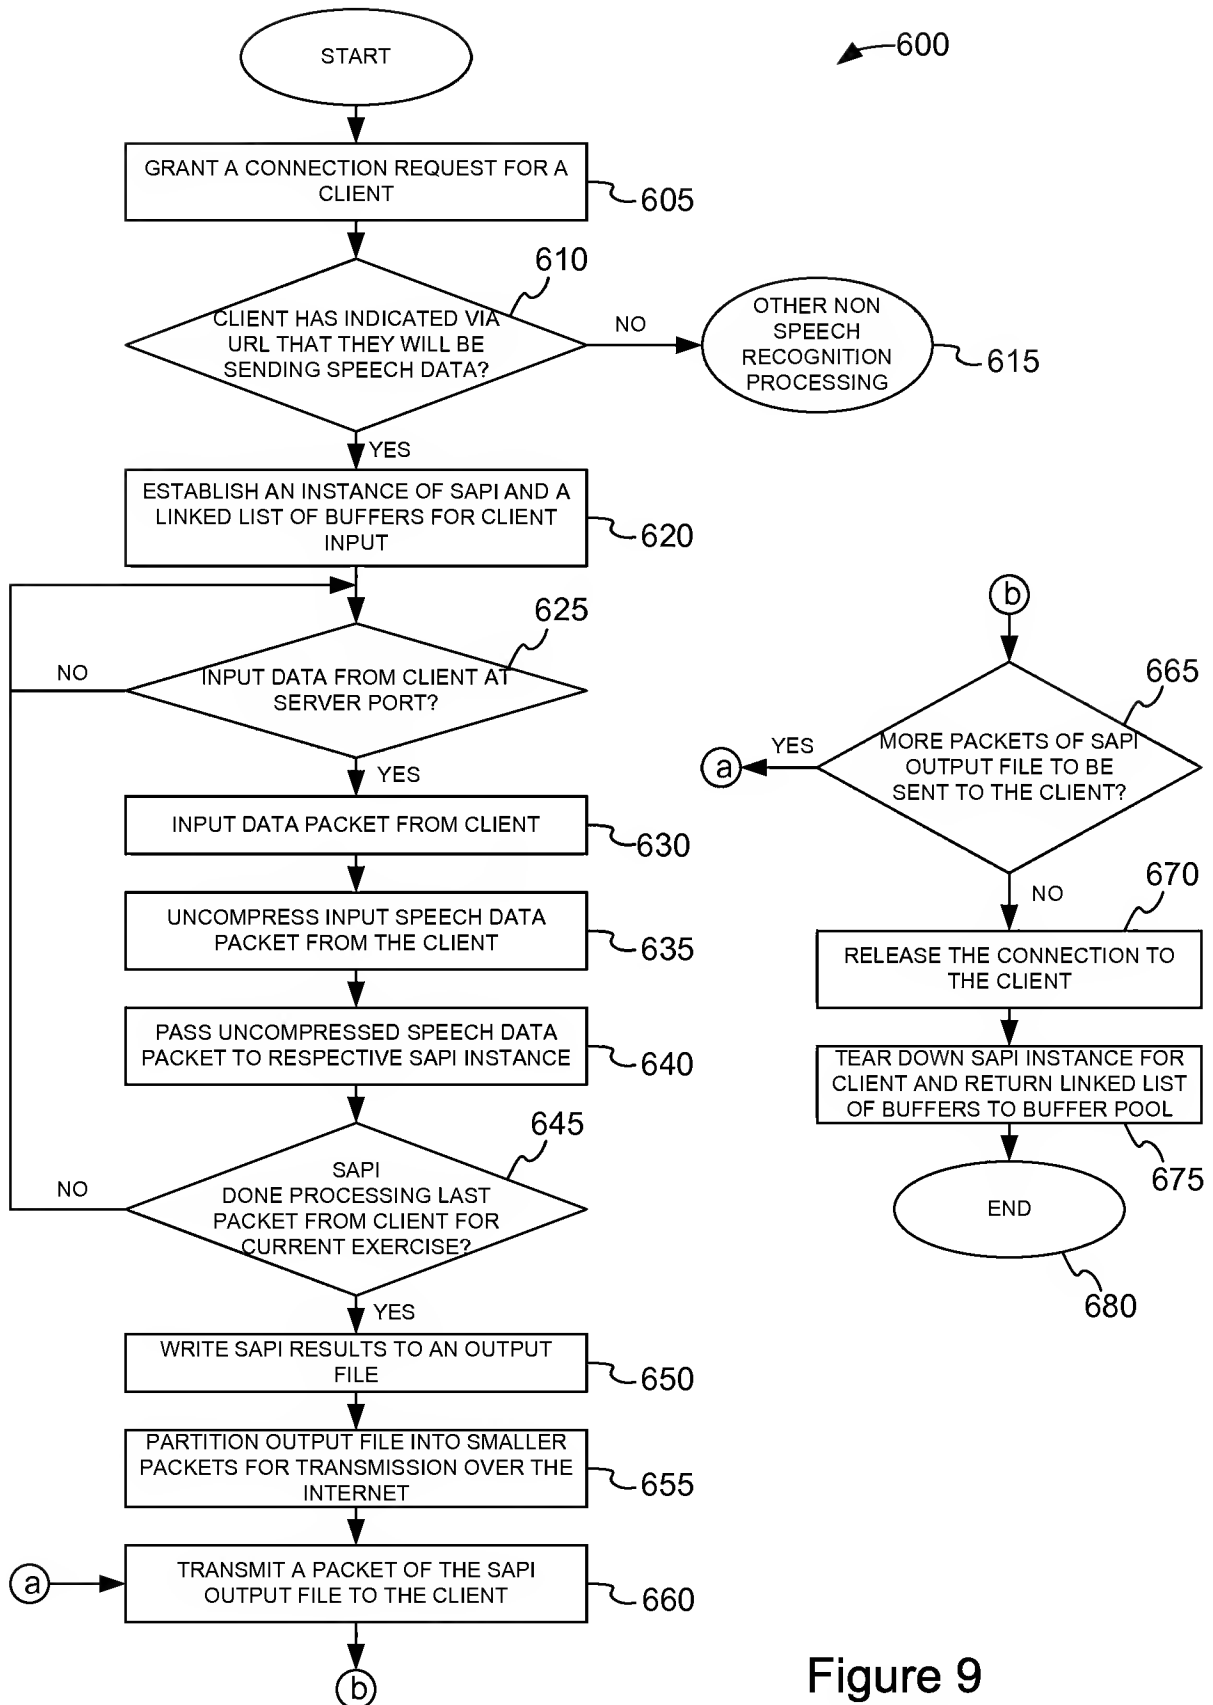 START
600
GRANT A CONNECTION REQUEST FOR A
CLIENT
605
610
CLIENT HAS INDICATED VIA
URL THAT THEY WILL BE
SENDING SPEECH DATA?
NO
OTHER NON
SPEECH
RECOGNITION
PROCESSING
615
YES
ESTABLISH AN INSTANCE OF SAPI AND A
LINKED LIST OF BUFFERS FOR CLIENT
INPUT
620
625
INPUT DATA FROM CLIENT AT
SERVER PORT?
NO
YES
INPUT DATA PACKET FROM CLIENT
630
UNCOMPRESS INPUT SPEECH DATA
PACKET FROM THE CLIENT
635
PASS UNCOMPRESSED SPEECH DATA
PACKET TO RESPECTIVE SAPI INSTANCE
640
645
SAPI
DONE PROCESSING LAST
PACKET FROM CLIENT FOR
CURRENT EXERCISE?
NO
YES
WRITE SAPI RESULTS TO AN OUTPUT
FILE
650
PARTITION OUTPUT FILE INTO SMALLER
PACKETS FOR TRANSMISSION OVER THE
INTERNET
655
a
TRANSMIT A PACKET OF THE SAPI
OUTPUT FILE TO THE CLIENT
660
b
b
665
MORE PACKETS OF SAPI
OUTPUT FILE TO BE
SENT TO THE CLIENT?
YES
a
NO
670
RELEASE THE CONNECTION TO
THE CLIENT
TEAR DOWN SAPI INSTANCE FOR
CLIENT AND RETURN LINKED LIST
OF BUFFERS TO BUFFER POOL
675
END
680
Figure 9